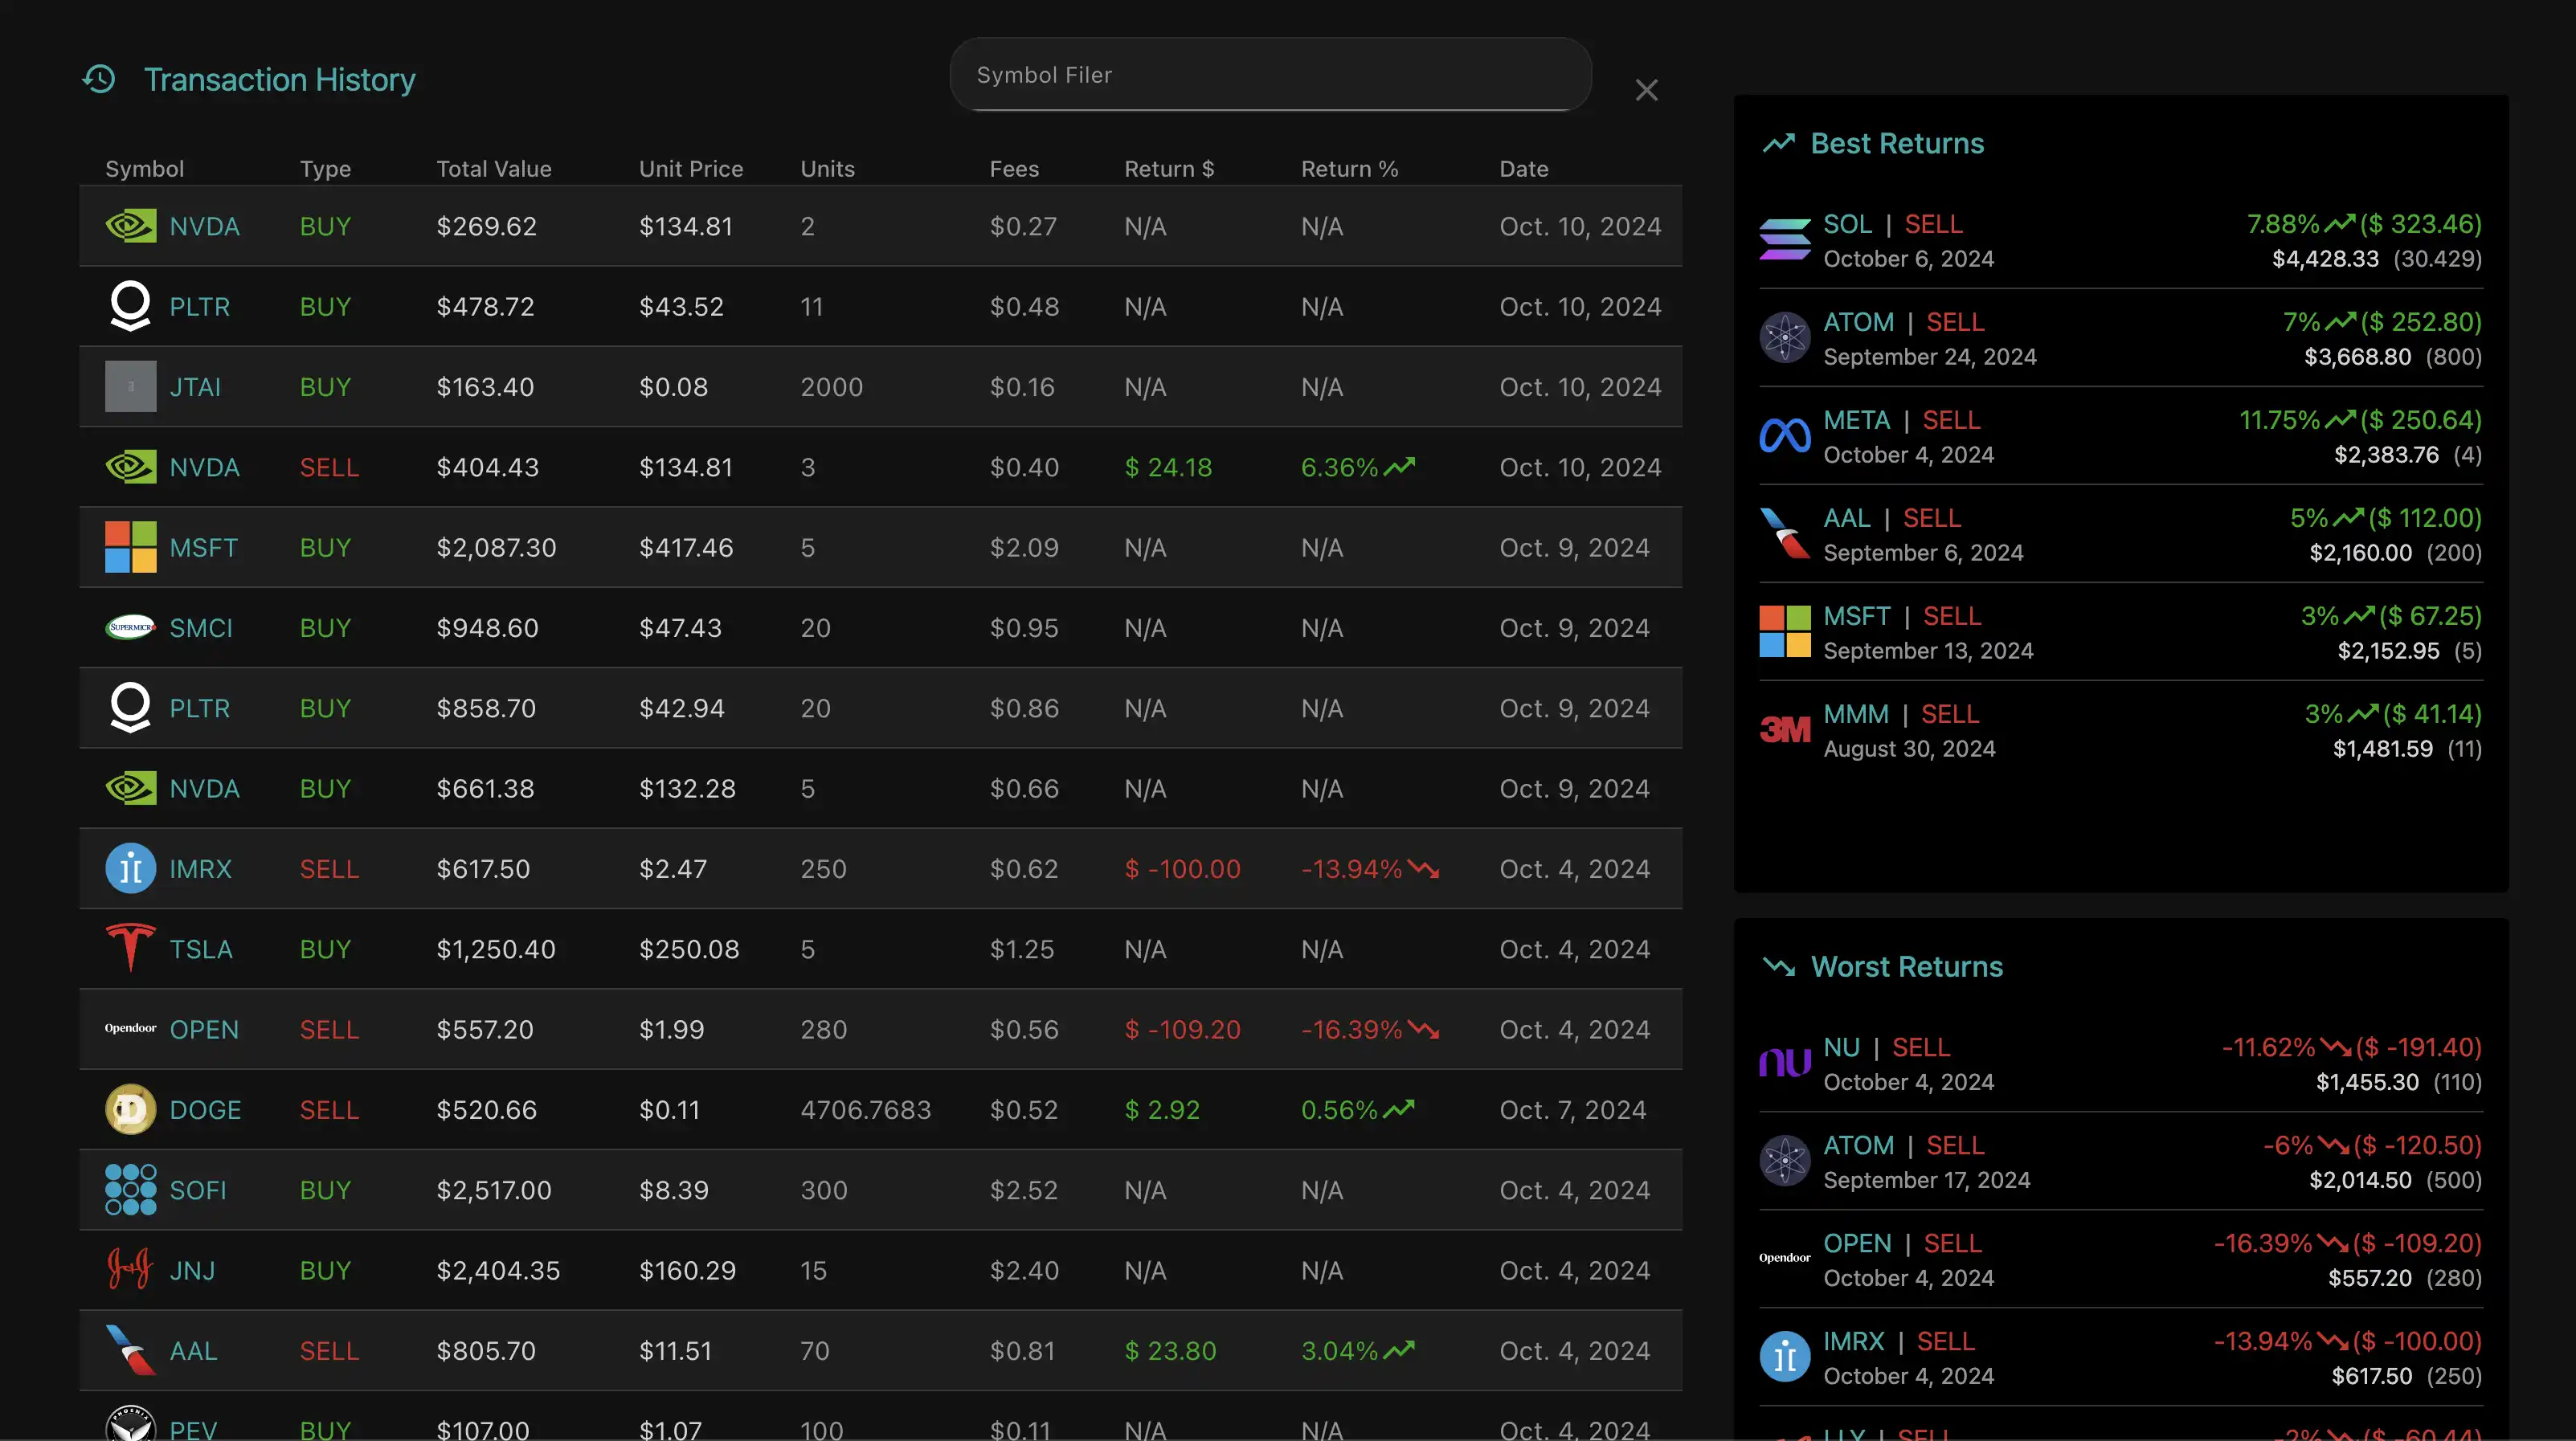 Transaction History
Symbol Filer
Symbol Type Total Value Unit Price Units Fees Return $ Return % Date
NVDA BUY $269.62 $134.81 2 $0.27 N/A N/A Oct. 10, 2024
PLTR BUY $478.72 $43.52 11 $0.48 N/A N/A Oct. 10, 2024
JTAI BUY $163.40 $0.08 2000 $0.16 N/A N/A Oct. 10, 2024
NVDA SELL $404.43 $134.81 3 $0.40 $ 24.18 6.36% Oct. 10, 2024
MSFT BUY $2,087.30 $417.46 5 $2.09 N/A N/A Oct. 9, 2024
SUPERMICR SMCI BUY $948.60 $47.43 20 $0.95 N/A N/A Oct. 9, 2024
PLTR BUY $858.70 $42.94 20 $0.86 N/A N/A Oct. 9, 2024
NVDA BUY $661.38 $132.28 5 $0.66 N/A N/A Oct. 9, 2024
IMRX SELL $617.50 $2.47 250 $0.62 $ -100.00 -13.94% Oct. 4, 2024
TSLA BUY $1,250.40 $250.08 5 $1.25 N/A N/A Oct. 4, 2024
Opendoor OPEN SELL $557.20 $1.99 280 $0.56 $ -109.20 -16.39% Oct. 4, 2024
DOGE SELL $520.66 $0.11 4706.7683 $0.52 $ 2.92 0.56% Oct. 7, 2024
SOFI BUY $2,517.00 $8.39 300 $2.52 N/A N/A Oct. 4, 2024
JNJ BUY $2,404.35 $160.29 15 $2.40 N/A N/A Oct. 4, 2024
AAL SELL $805.70 $11.51 70 $0.81 $ 23.80 3.04% Oct. 4, 2024
PHOENIX PEV BUY $107.00 $1.07 100 $0.11 N/A N/A Oct. 4, 2024
Best Returns
SOL | SELL 7.88% ($ 323.46)
October 6, 2024 $4,428.33 (30.429)
ATOM | SELL 7% ($ 252.80)
September 24, 2024 $3,668.80 (800)
META | SELL 11.75% ($ 250.64)
October 4, 2024 $2,383.76 (4)
AAL | SELL 5% ($ 112.00)
September 6, 2024 $2,160.00 (200)
MSFT | SELL 3% ($ 67.25)
September 13, 2024 $2,152.95 (5)
3M MMM | SELL 3% ($ 41.14)
August 30, 2024 $1,481.59 (11)
Worst Returns
nu NU | SELL -11.62% ($ -191.40)
October 4, 2024 $1,455.30 (110)
ATOM | SELL -6% ($ -120.50)
September 17, 2024 $2,014.50 (500)
Opendoor OPEN | SELL -16.39% ($ -109.20)
October 4, 2024 $557.20 (280)
IMRX | SELL -13.94% ($ -100.00)
October 4, 2024 $617.50 (250)
LLY | SELL -2% ($ -60.44)